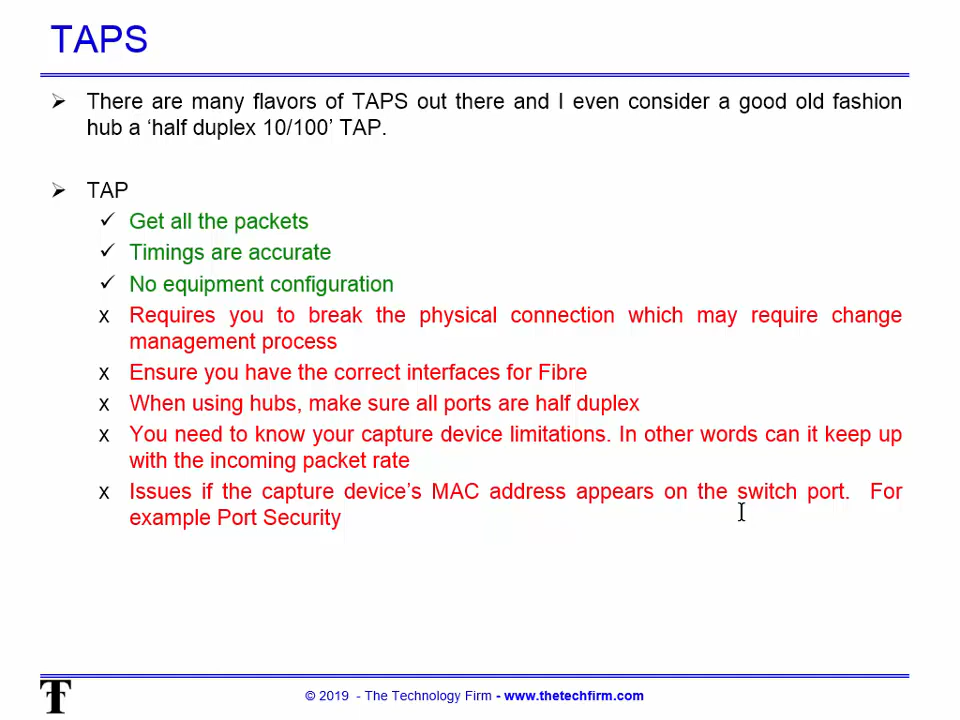 TAPS
➢ There are many flavors of TAPS out there and I even consider a good old fashion
hub a ‘half duplex 10/100’ TAP.
➢ TAP
✓ Get all the packets
✓ Timings are accurate
✓ No equipment configuration
x Requires you to break the physical connection which may require change
management process
x Ensure you have the correct interfaces for Fibre
x When using hubs, make sure all ports are half duplex
x You need to know your capture device limitations. In other words can it keep up
with the incoming packet rate
x Issues if the capture device’s MAC address appears on the switch port. For
example Port Security
© 2019 - The Technology Firm - www.thetechfirm.com